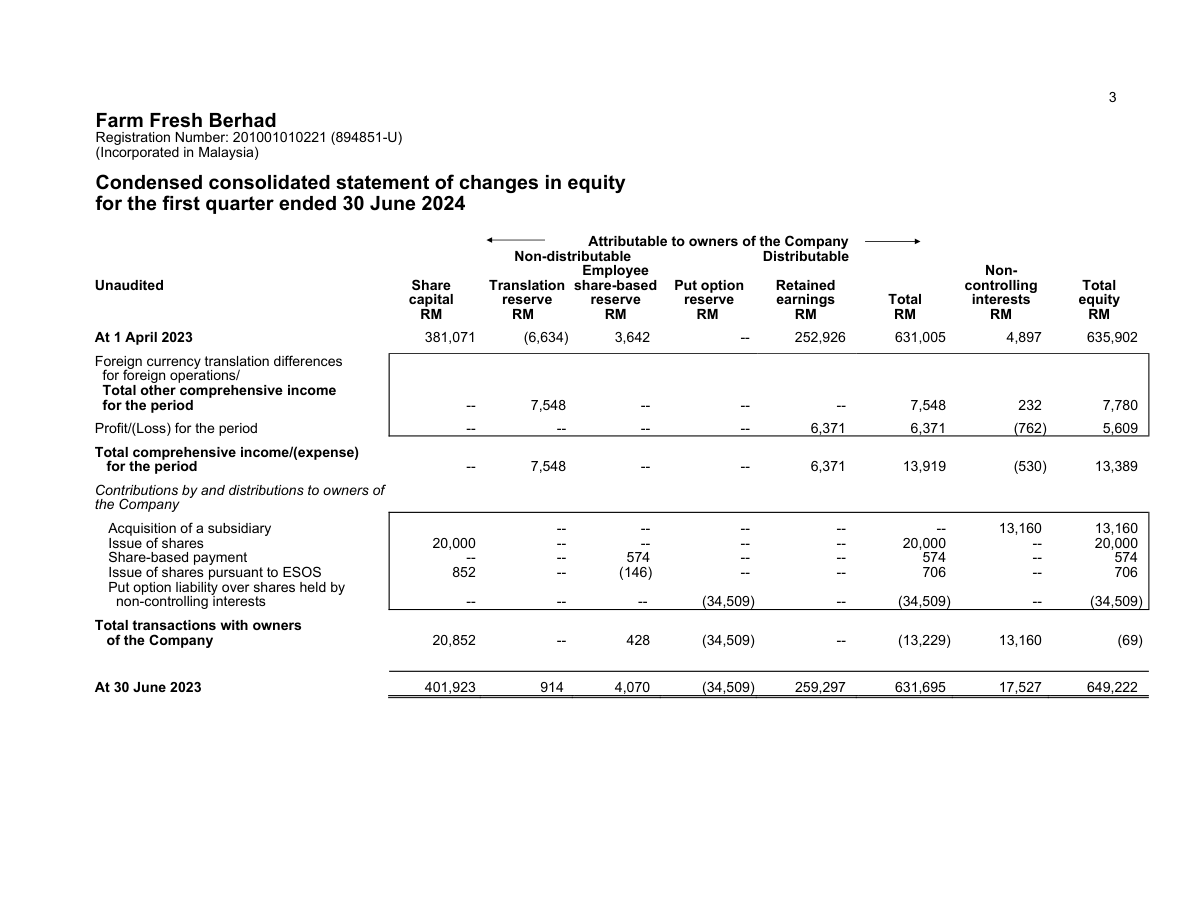 3
Farm Fresh Berhad
Registration Number: 201001010221 (894851-U)
(Incorporated in Malaysia)
Condensed consolidated statement of changes in equity
for the first quarter ended 30 June 2024
Attributable to owners of the Company
Non-distributable Distributable
Employee Non-
Unaudited Share Translation share-based Put option Retained controlling Total
capital reserve reserve reserve earnings Total interests equity
RM RM RM RM RM RM RM RM
At 1 April 2023 381,071 (6,634) 3,642 -- 252,926 631,005 4,897 635,902
Foreign currency translation differences
for foreign operations/
Total other comprehensive income
for the period -- 7,548 -- -- -- 7,548 232 7,780
Profit/(Loss) for the period -- -- -- -- 6,371 6,371 (762) 5,609
Total comprehensive income/(expense)
for the period -- 7,548 -- -- 6,371 13,919 (530) 13,389
Contributions by and distributions to owners of
the Company
Acquisition of a subsidiary -- -- -- -- -- 13,160 13,160
Issue of shares 20,000 -- -- -- -- 20,000 -- 20,000
Share-based payment -- -- 574 -- -- 574 -- 574
Issue of shares pursuant to ESOS 852 -- (146) -- -- 706 -- 706
Put option liability over shares held by
non-controlling interests -- -- -- (34,509) -- (34,509) -- (34,509)
Total transactions with owners
of the Company 20,852 -- 428 (34,509) -- (13,229) 13,160 (69)
At 30 June 2023 401,923 914 4,070 (34,509) 259,297 631,695 17,527 649,222